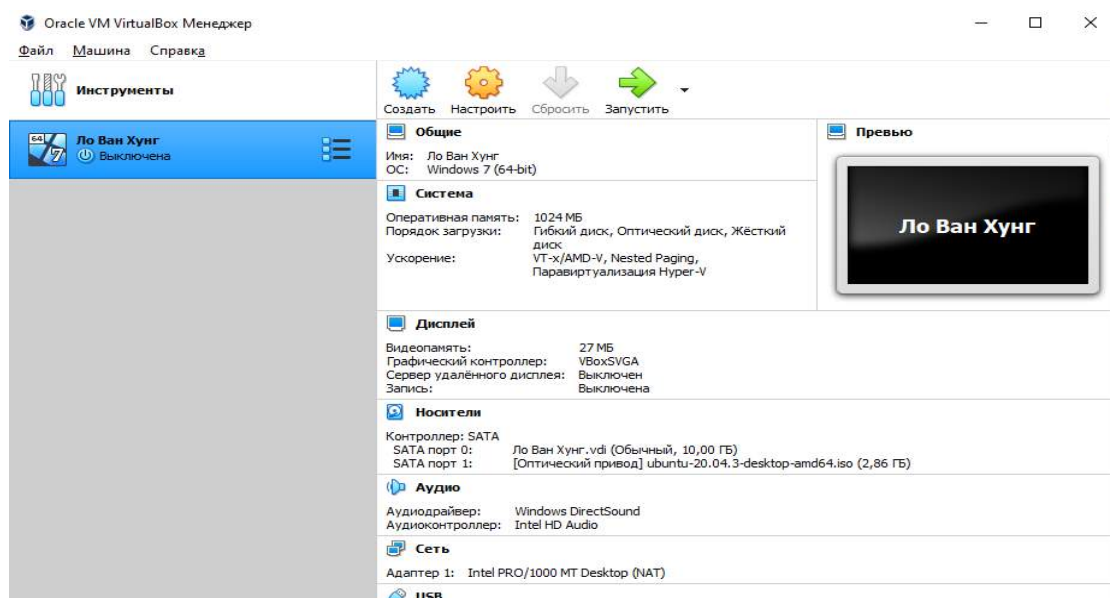 Oracle VM VirtualBox Менеджер
Файл Машина Справка
Инструменты
64
7
Ло Ван Хунг
Выключена
Создать Настроить Сбросить Запустить
Общие
Имя: Ло Ван Хунг
ОС: Windows 7 (64-bit)
Превью
Ло Ван Хунг
Система
Оперативная память: 1024 МБ
Порядок загрузки: Гибкий диск, Оптический диск, Жёсткий
диск
Ускорение: VT-x/AMD-V, Nested Paging,
Паравиртуализация Hyper-V
Дисплей
Видеопамять: 27 МБ
Графический контроллер: VBoxSVGA
Сервер удалённого дисплея: Выключен
Запись: Выключена
Носители
Контроллер: SATA
SATA порт 0: Ло Ван Хунг.vdi (Обычный, 10,00 ГБ)
SATA порт 1: [Оптический привод] ubuntu-20.04.3-desktop-amd64.iso (2,86 ГБ)
Аудио
Аудиодрайвер: Windows DirectSound
Аудиоконтроллер: Intel HD Audio
Сеть
Адаптер 1: Intel PRO/1000 MT Desktop (NAT)
USB